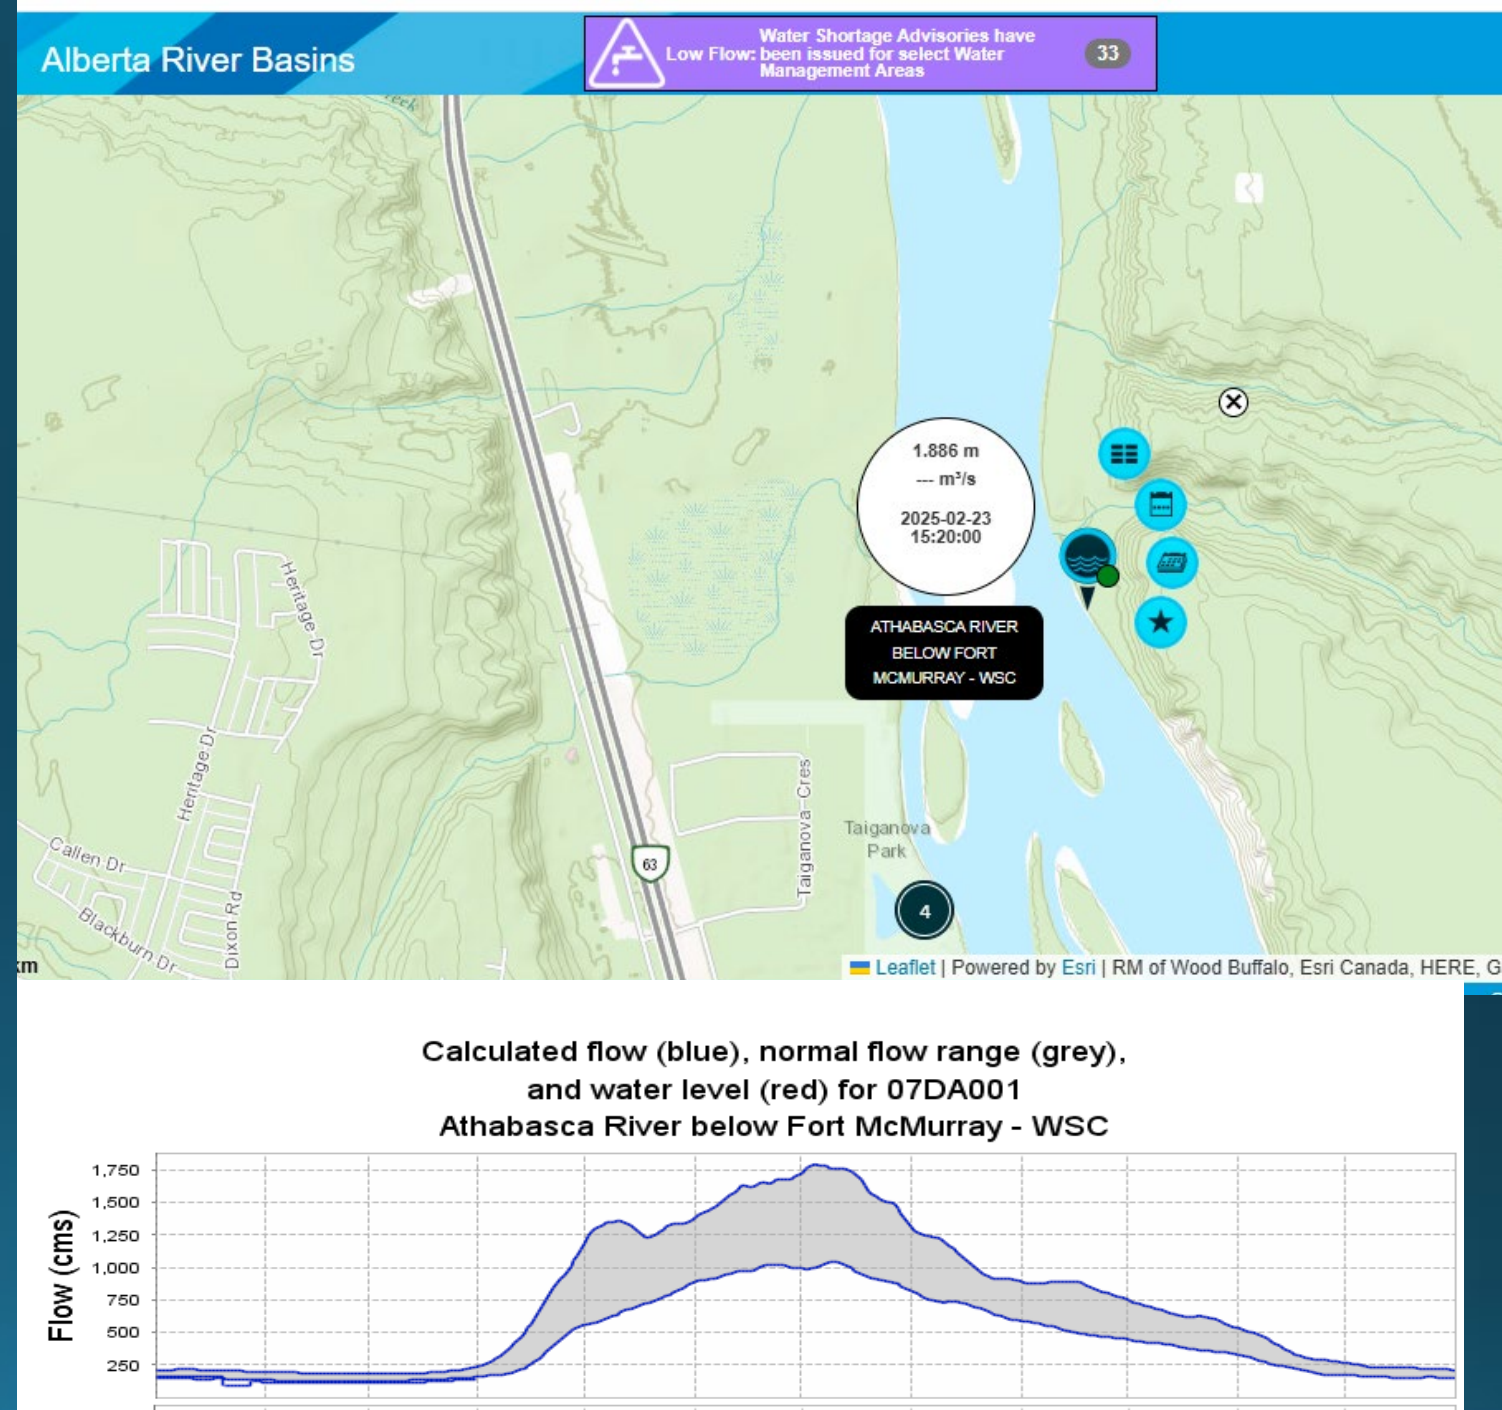 Alberta River Basins
Water Shortage Advisories have
Low Flow: been issued for select Water
Management Areas
33
1.886 m
--- m³/s
2025-02-23
15:20:00
ATHABASCA RIVER
BELOW FORT
MCMURRAY - WSC
Heritage Dr
Heritage Dr
Callen Dr
Blackburn Dr
Dixon Rd
63
Taiganova Cres
Taiganova
Park
4
km
Leaflet | Powered by Esri | RM of Wood Buffalo, Esri Canada, HERE, G
Calculated flow (blue), normal flow range (grey),
and water level (red) for 07DA001
Athabasca River below Fort McMurray - WSC
Flow (cms)
1,750
1,500
1,250
1,000
750
500
250